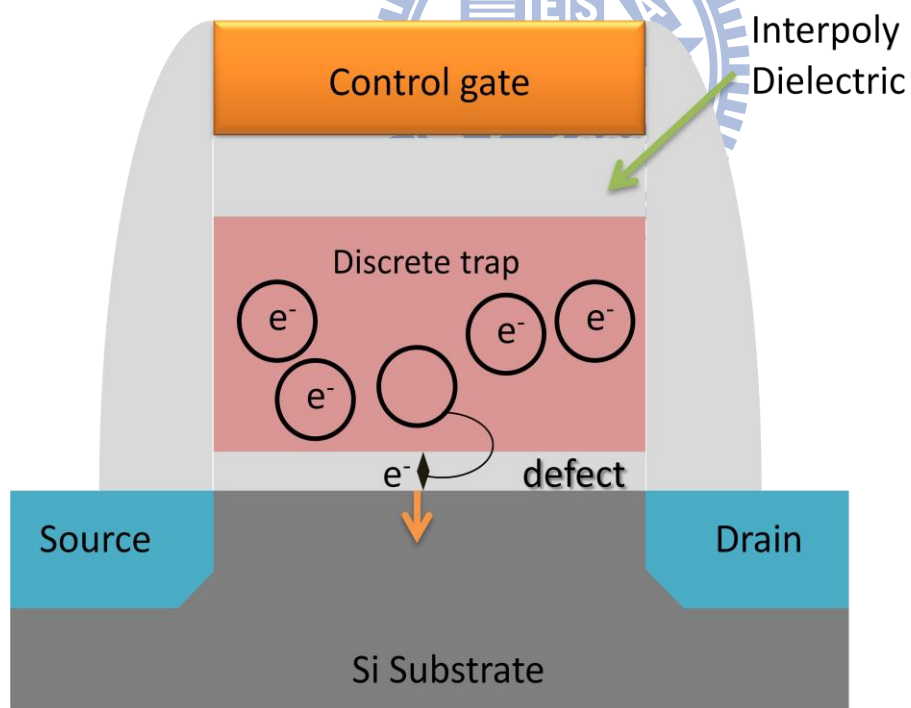 Interpoly
Dielectric
Control gate
Discrete trap
e-
e-
e-
e-
e-
defect
Source
Drain
Si Substrate